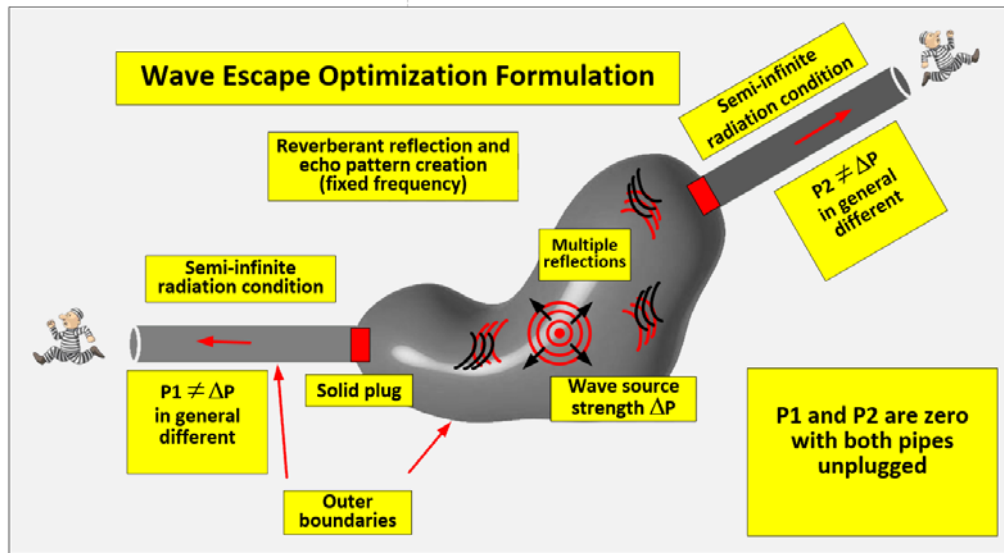 Wave Escape Optimization Formulation
Semi-infinite
radiation condition
Reverberant reflection and
echo pattern creation
(fixed frequency)
P2 ≠ ΔP
in general
different
Multiple
reflections
Semi-infinite
radiation condition
P1 ≠ ΔP
in general
different
Solid plug
Wave source
strength ΔP
P1 and P2 are zero
with both pipes
unplugged
Outer
boundaries